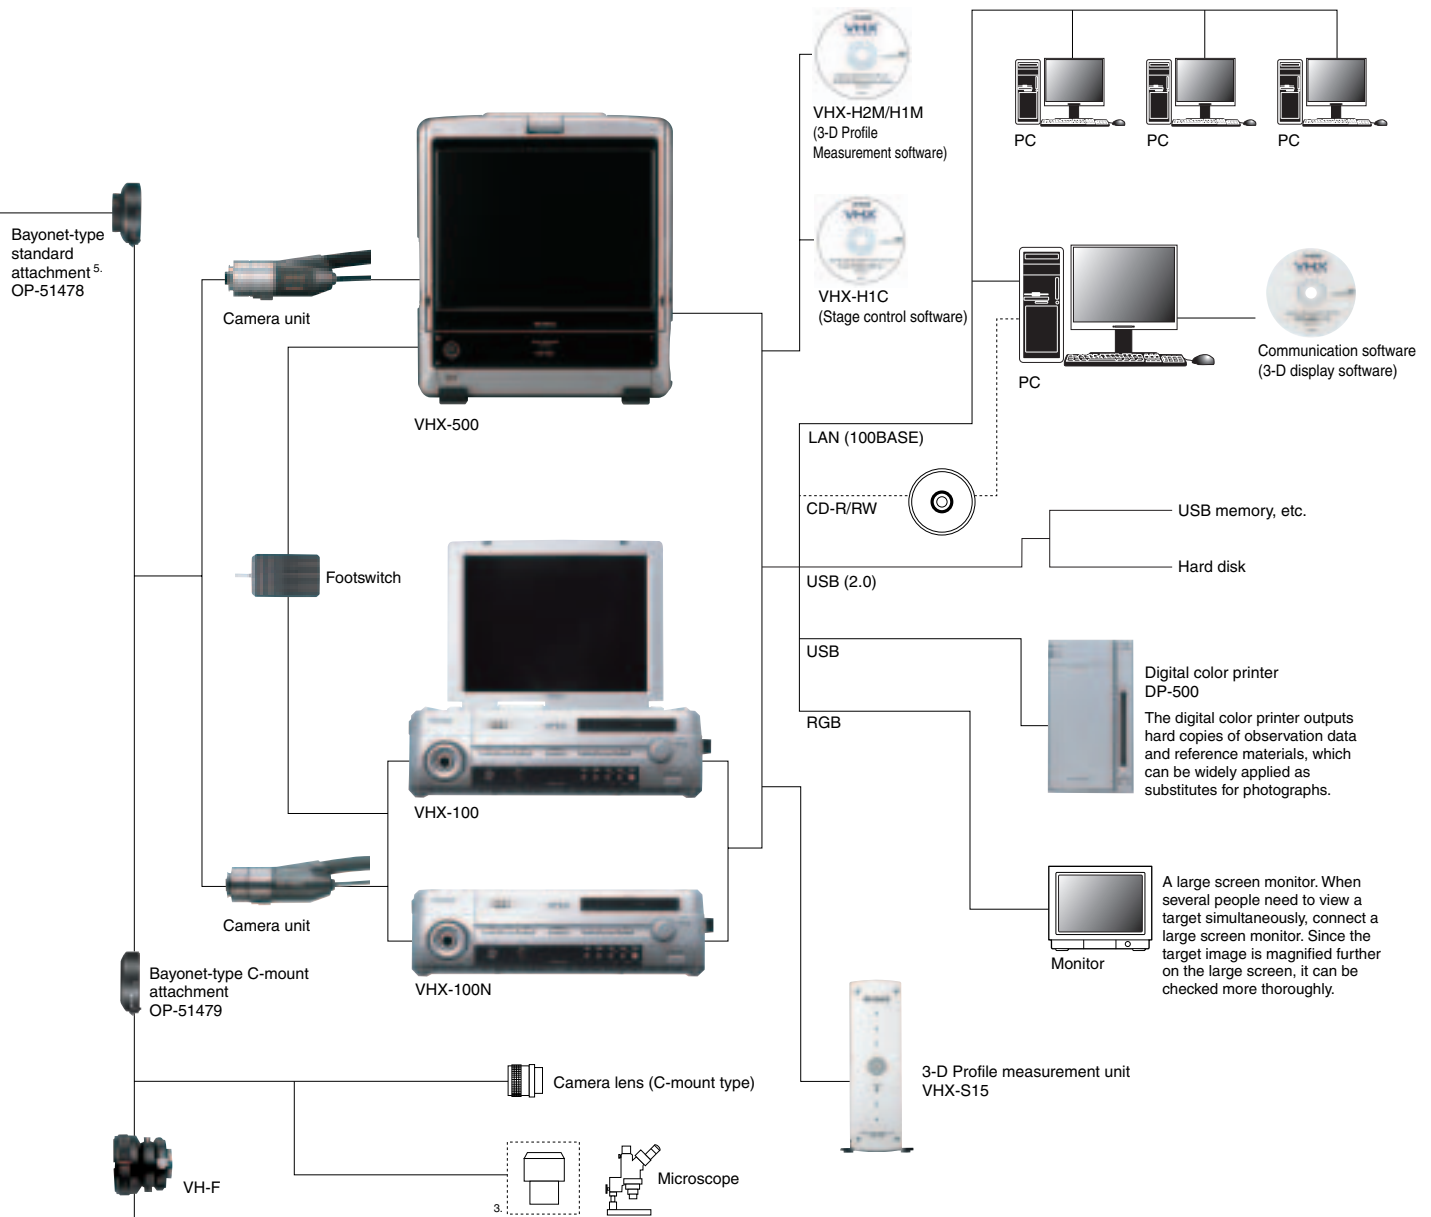 VHX-H2M/H1M
(3-D Profile
Measurement software)
PC
PC
PC
Bayonet-type
standard
attachment 5.
OP-51478
Camera unit
VHX
VHX-H1C
(Stage control software)
PC
Communication software
(3-D display software)
VHX-500
LAN (100BASE)
CD-R/RW
USB memory, etc.
Hard disk
Footswitch
USB (2.0)
USB
Digital color printer
DP-500
The digital color printer outputs
hard copies of observation data
and reference materials, which
can be widely applied as
substitutes for photographs.
RGB
VHX-100
Camera unit
A large screen monitor. When
several people need to view a
target simultaneously, connect a
large screen monitor. Since the
target image is magnified further
on the large screen, it can be
checked more thoroughly.
Monitor
Bayonet-type C-mount
attachment
OP-51479
VHX-100N
Camera lens (C-mount type)
3-D Profile measurement unit
VHX-S15
VH-F
3.
Microscope